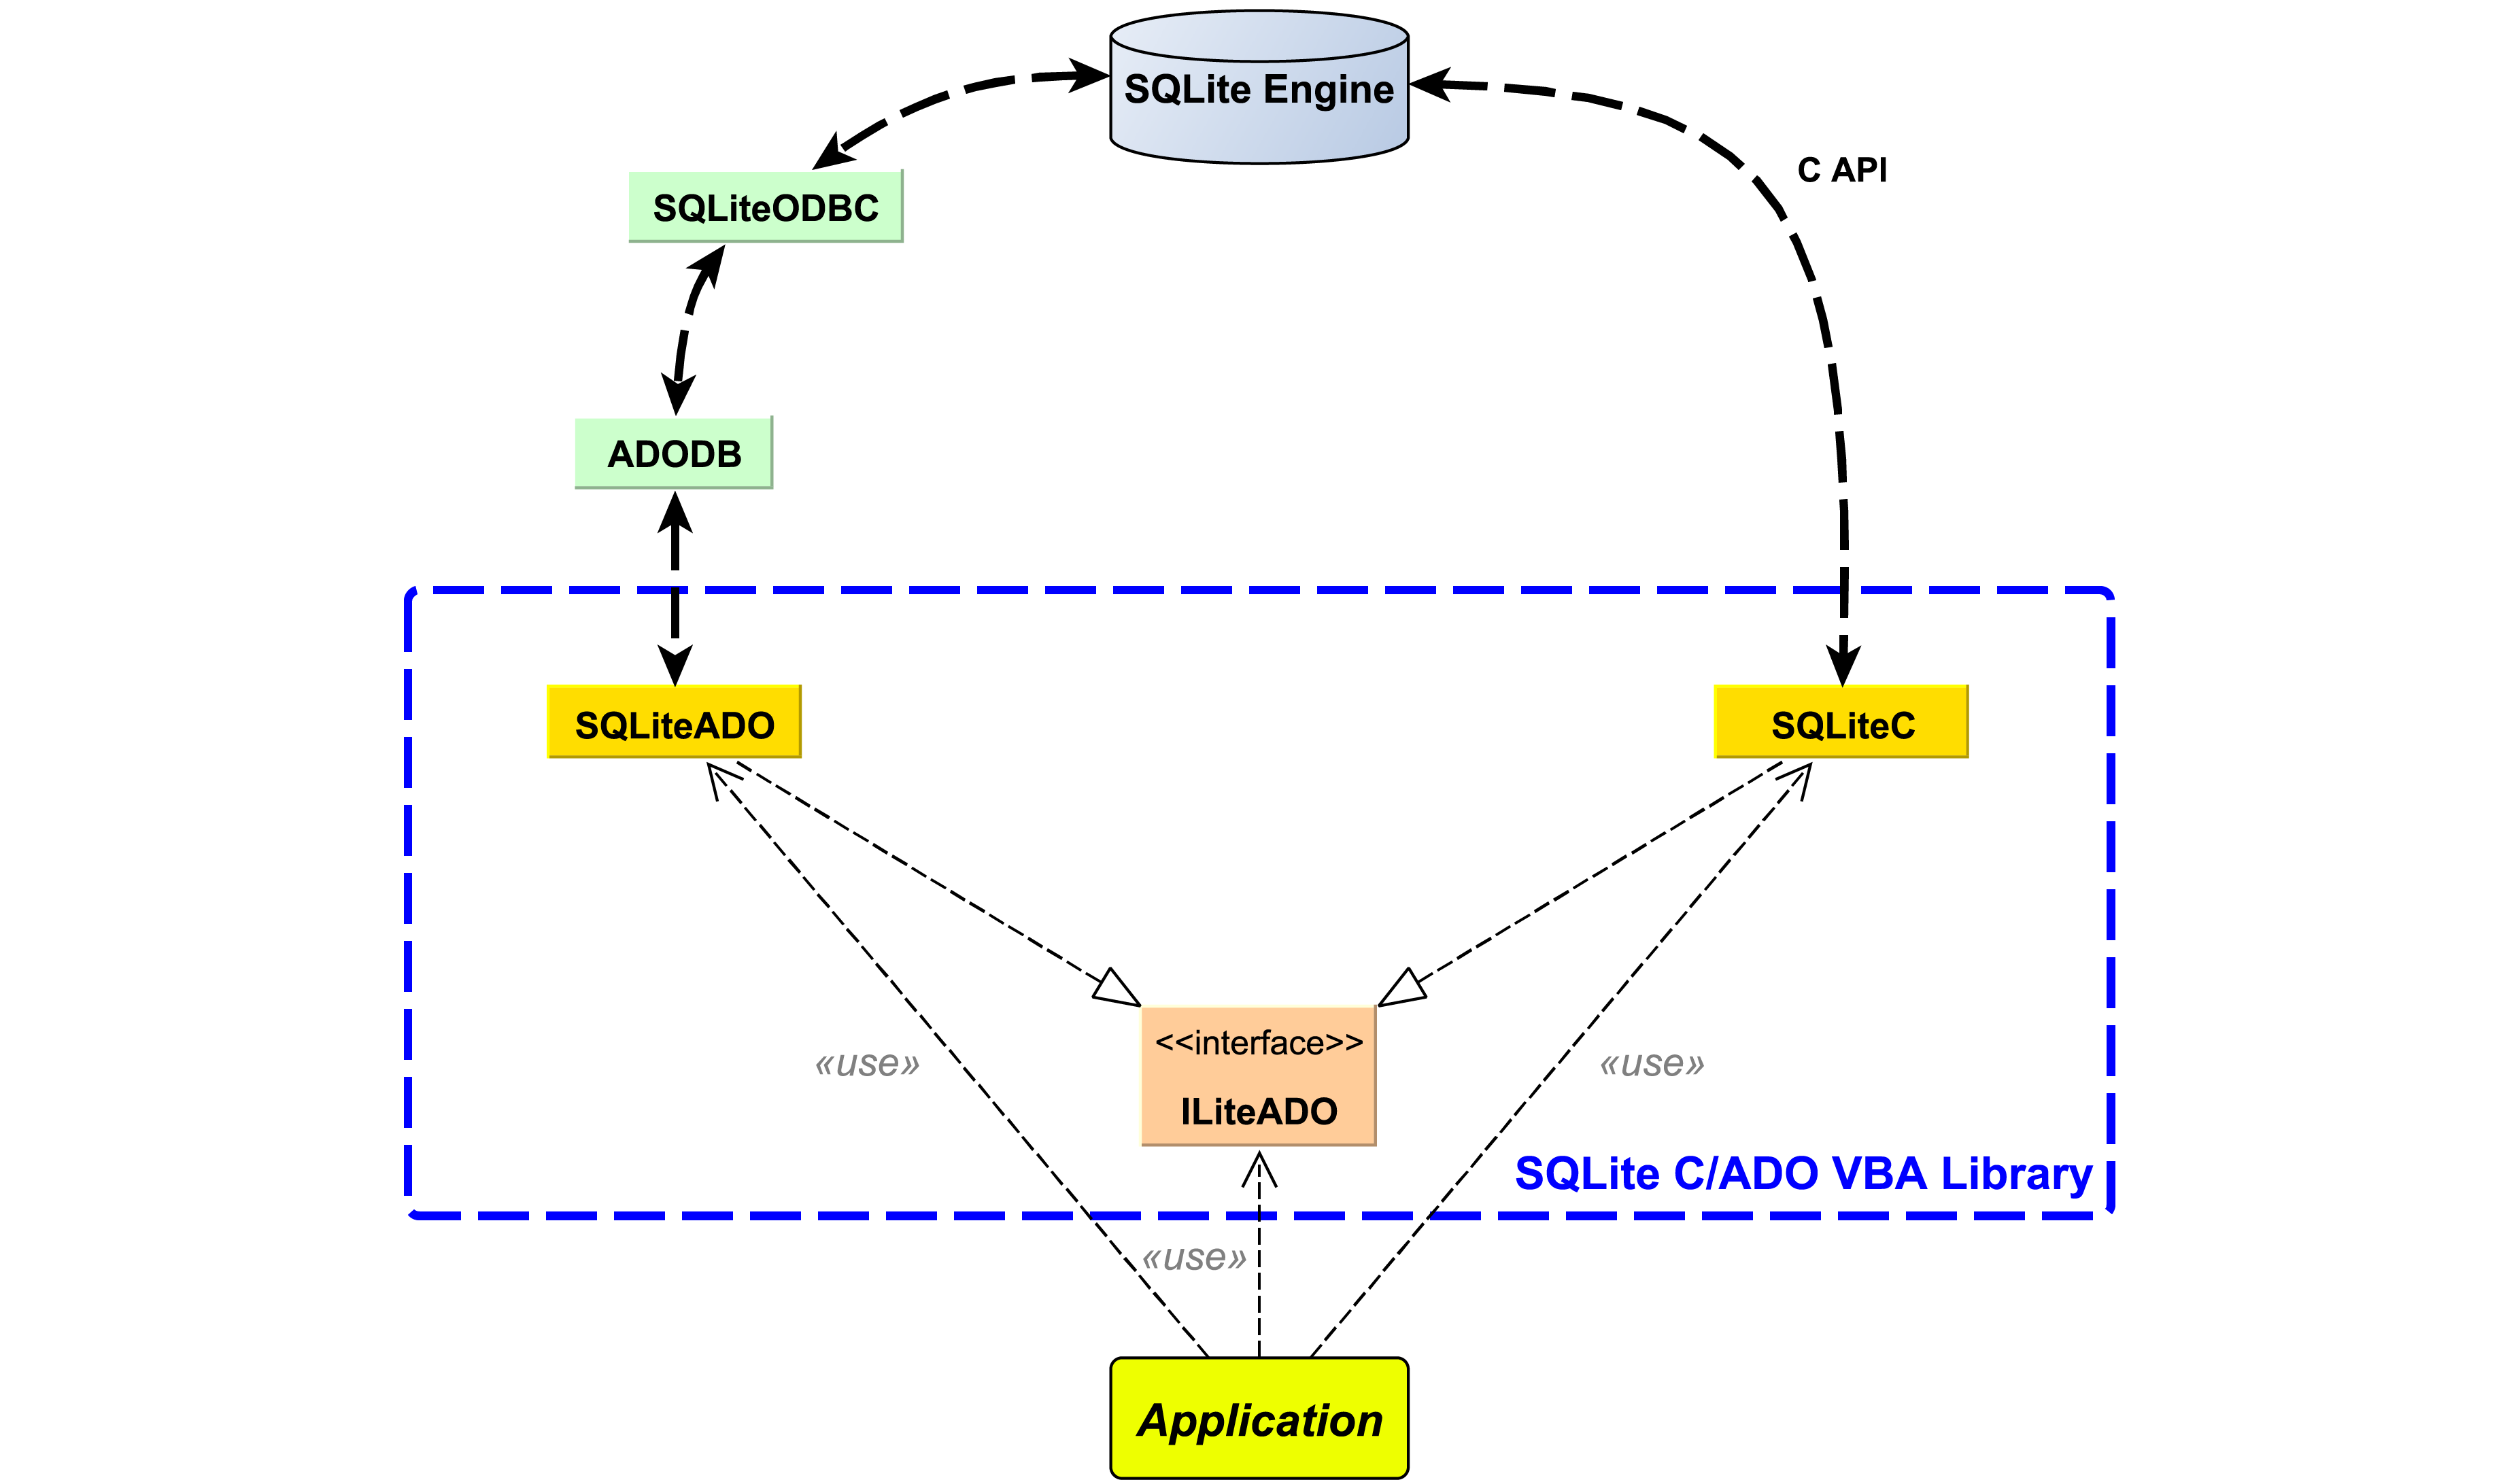 SQLite Engine
C API
SQLiteODBC
ADODB
SQLiteADO
SQLiteC
<<interface>>
ILiteADO
«use»
«use»
SQLite C/ADO VBA Library
«use»
Application